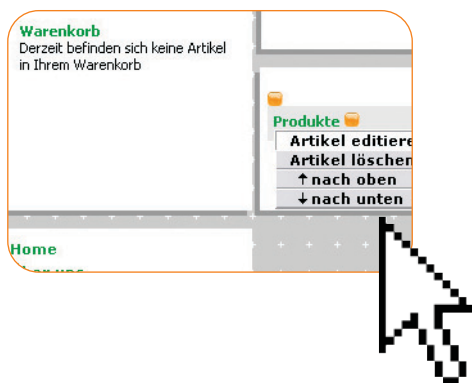 Warenkorb
Derzeit befinden sich keine Artikel
in Ihrem Warenkorb
Produkte
Artikel editiere
Artikel löschen
↑ nach oben
↓ nach unten
Home